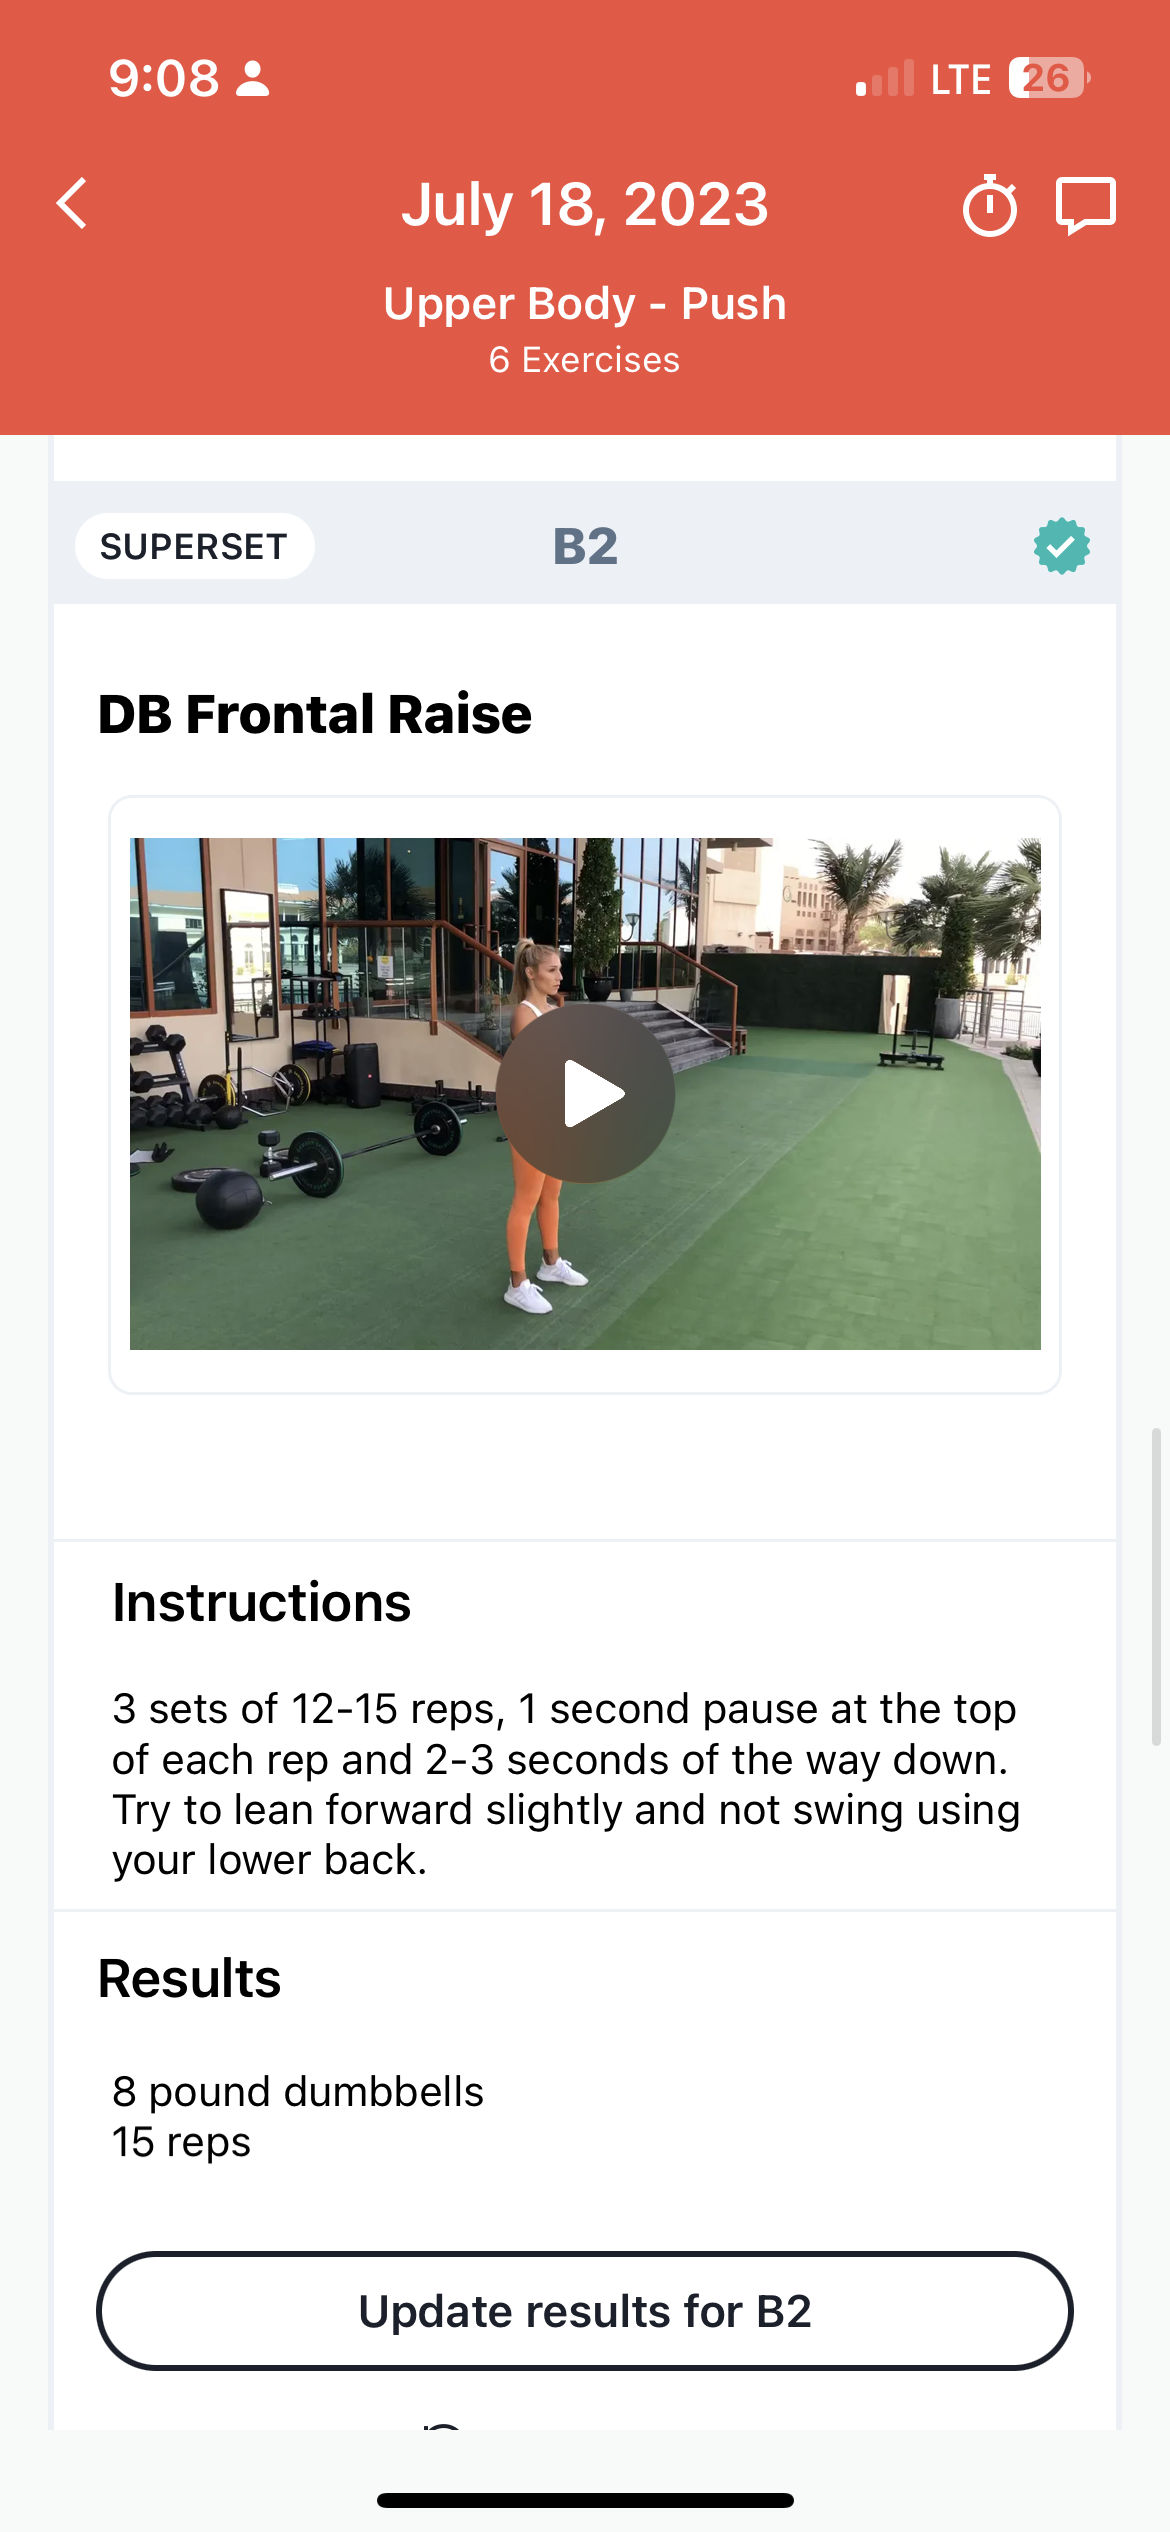 9:08
LTE
26
July 18, 2023
Upper Body - Push
6 Exercises
SUPERSET
B2
DB Frontal Raise
Instructions
3 sets of 12-15 reps, 1 second pause at the top
of each rep and 2-3 seconds of the way down.
Try to lean forward slightly and not swing using
your lower back.
Results
8 pound dumbbells
15 reps
Update results for B2